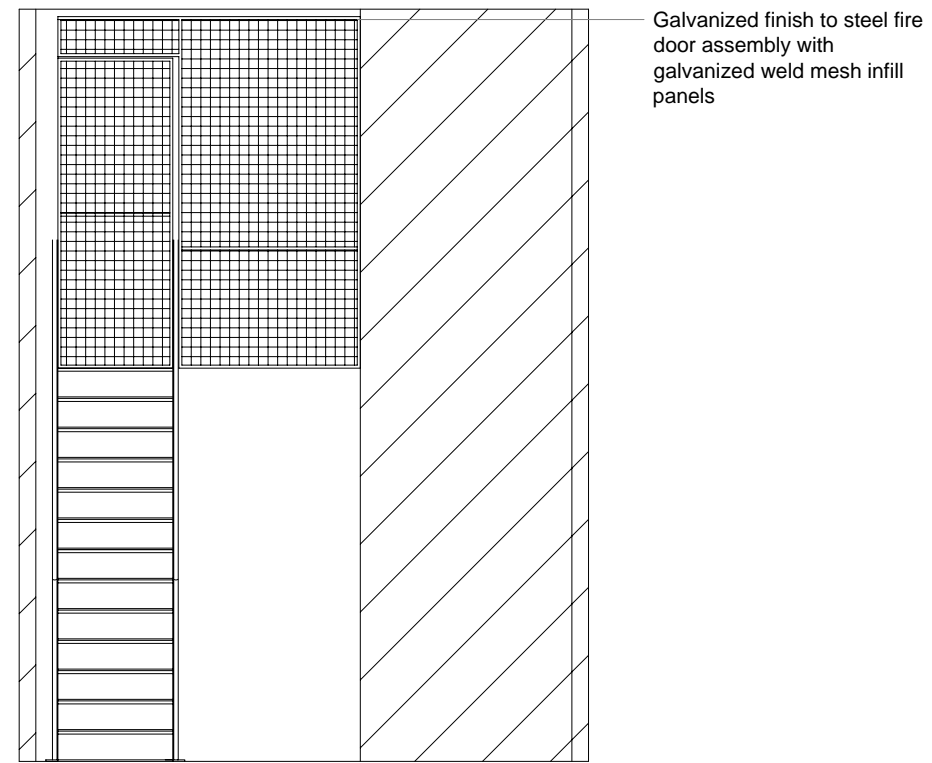 Galvanized finish to steel fire
door assembly with
galvanized weld mesh infill
panels